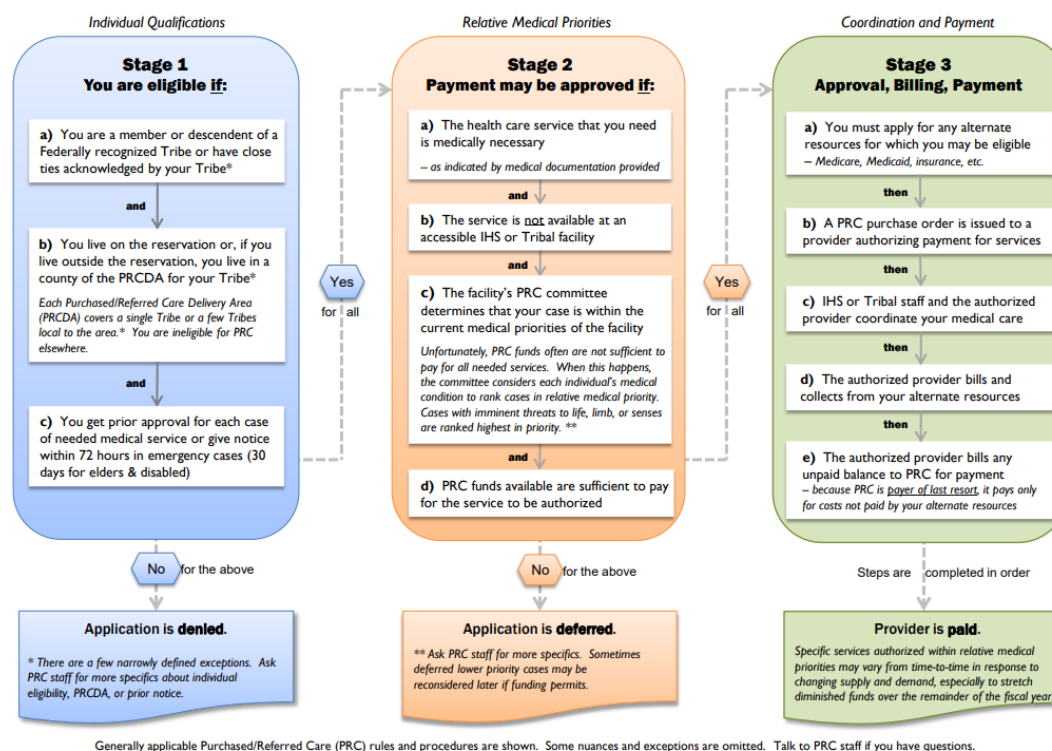 Individual Qualifications
Stage 1
You are eligible if:
a) You are a member or descendent of a
Federally recognized Tribe or have close
ties acknowledged by your Tribe*
and
b) You live on the reservation or, if you
live outside the reservation, you live in a
county of the PRCDA for your Tribe*
Each Purchased/Referred Care Delivery Area
(PRCDA) covers a single Tribe or a few Tribes
local to the area.* You are ineligible for PRC
elsewhere.
and
c) You get prior approval for each case
of needed medical service or give notice
within 72 hours in emergency cases (30
days for elders & disabled)
Yes
for all
No for the above
Application is denied.
* There are a few narrowly defined exceptions. Ask
PRC staff for more specifics about individual
eligibility, PRCDA, or prior notice.
Relative Medical Priorities
Stage 2
Payment may be approved if:
a) The health care service that you need
is medically necessary
-- as indicated by medical documentation provided
and
b) The service is not available at an
accessible IHS or Tribal facility
and
c) The facility's PRC committee
determines that your case is within the
current medical priorities of the facility
Unfortunately, PRC funds often are not sufficient to
pay for all needed services. When this happens,
the committee considers each individual's medical
condition to rank cases in relative medical priority.
Cases with imminent threats to life, limb, or senses
are ranked highest in priority. **
and
d) PRC funds available are sufficient to pay
for the service to be authorized
Yes
for all
No for the above
Application is deferred.
** Ask PRC staff for more specifics. Sometimes
deferred lower priority cases may be
reconsidered later if funding permits.
Coordination and Payment
Stage 3
Approval, Billing, Payment
a) You must apply for any alternate
resources for which you may be eligible
-- Medicare, Medicaid, insurance, etc.
then
b) A PRC purchase order is issued to a
provider authorizing payment for services
then
c) IHS or Tribal staff and the authorized
provider coordinate your medical care
then
d) The authorized provider bills and
collects from your alternate resources
then
e) The authorized provider bills any
unpaid balance to PRC for payment
-- because PRC is payer of last resort, it pays only
for costs not paid by your alternate resources
Steps are completed in order
Provider is paid.
Specific services authorized within relative medical
priorities may vary from time-to-time in response to
changing supply and demand, especially to stretch
diminished funds over the remainder of the fiscal year
Generally applicable Purchased/Referred Care (PRC) rules and procedures are shown. Some nuances and exceptions are omitted. Talk to PRC staff if you have questions.